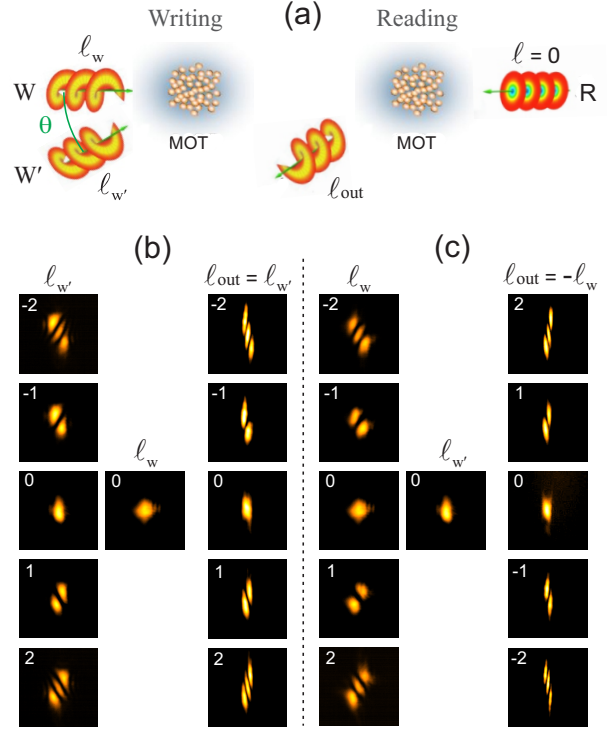 Writing (a) Reading
ℓw ℓ = 0
W R
θ MOT MOT
W′
ℓw′ ℓout
(b) (c)
ℓw′ ℓout = ℓw′ ℓw ℓout = -ℓw
-2 -2 -2 2
-1 -1 -1 1
ℓw ℓw′
0 0 0 0 0 0
1 1 1 -1
2 2 2 -2